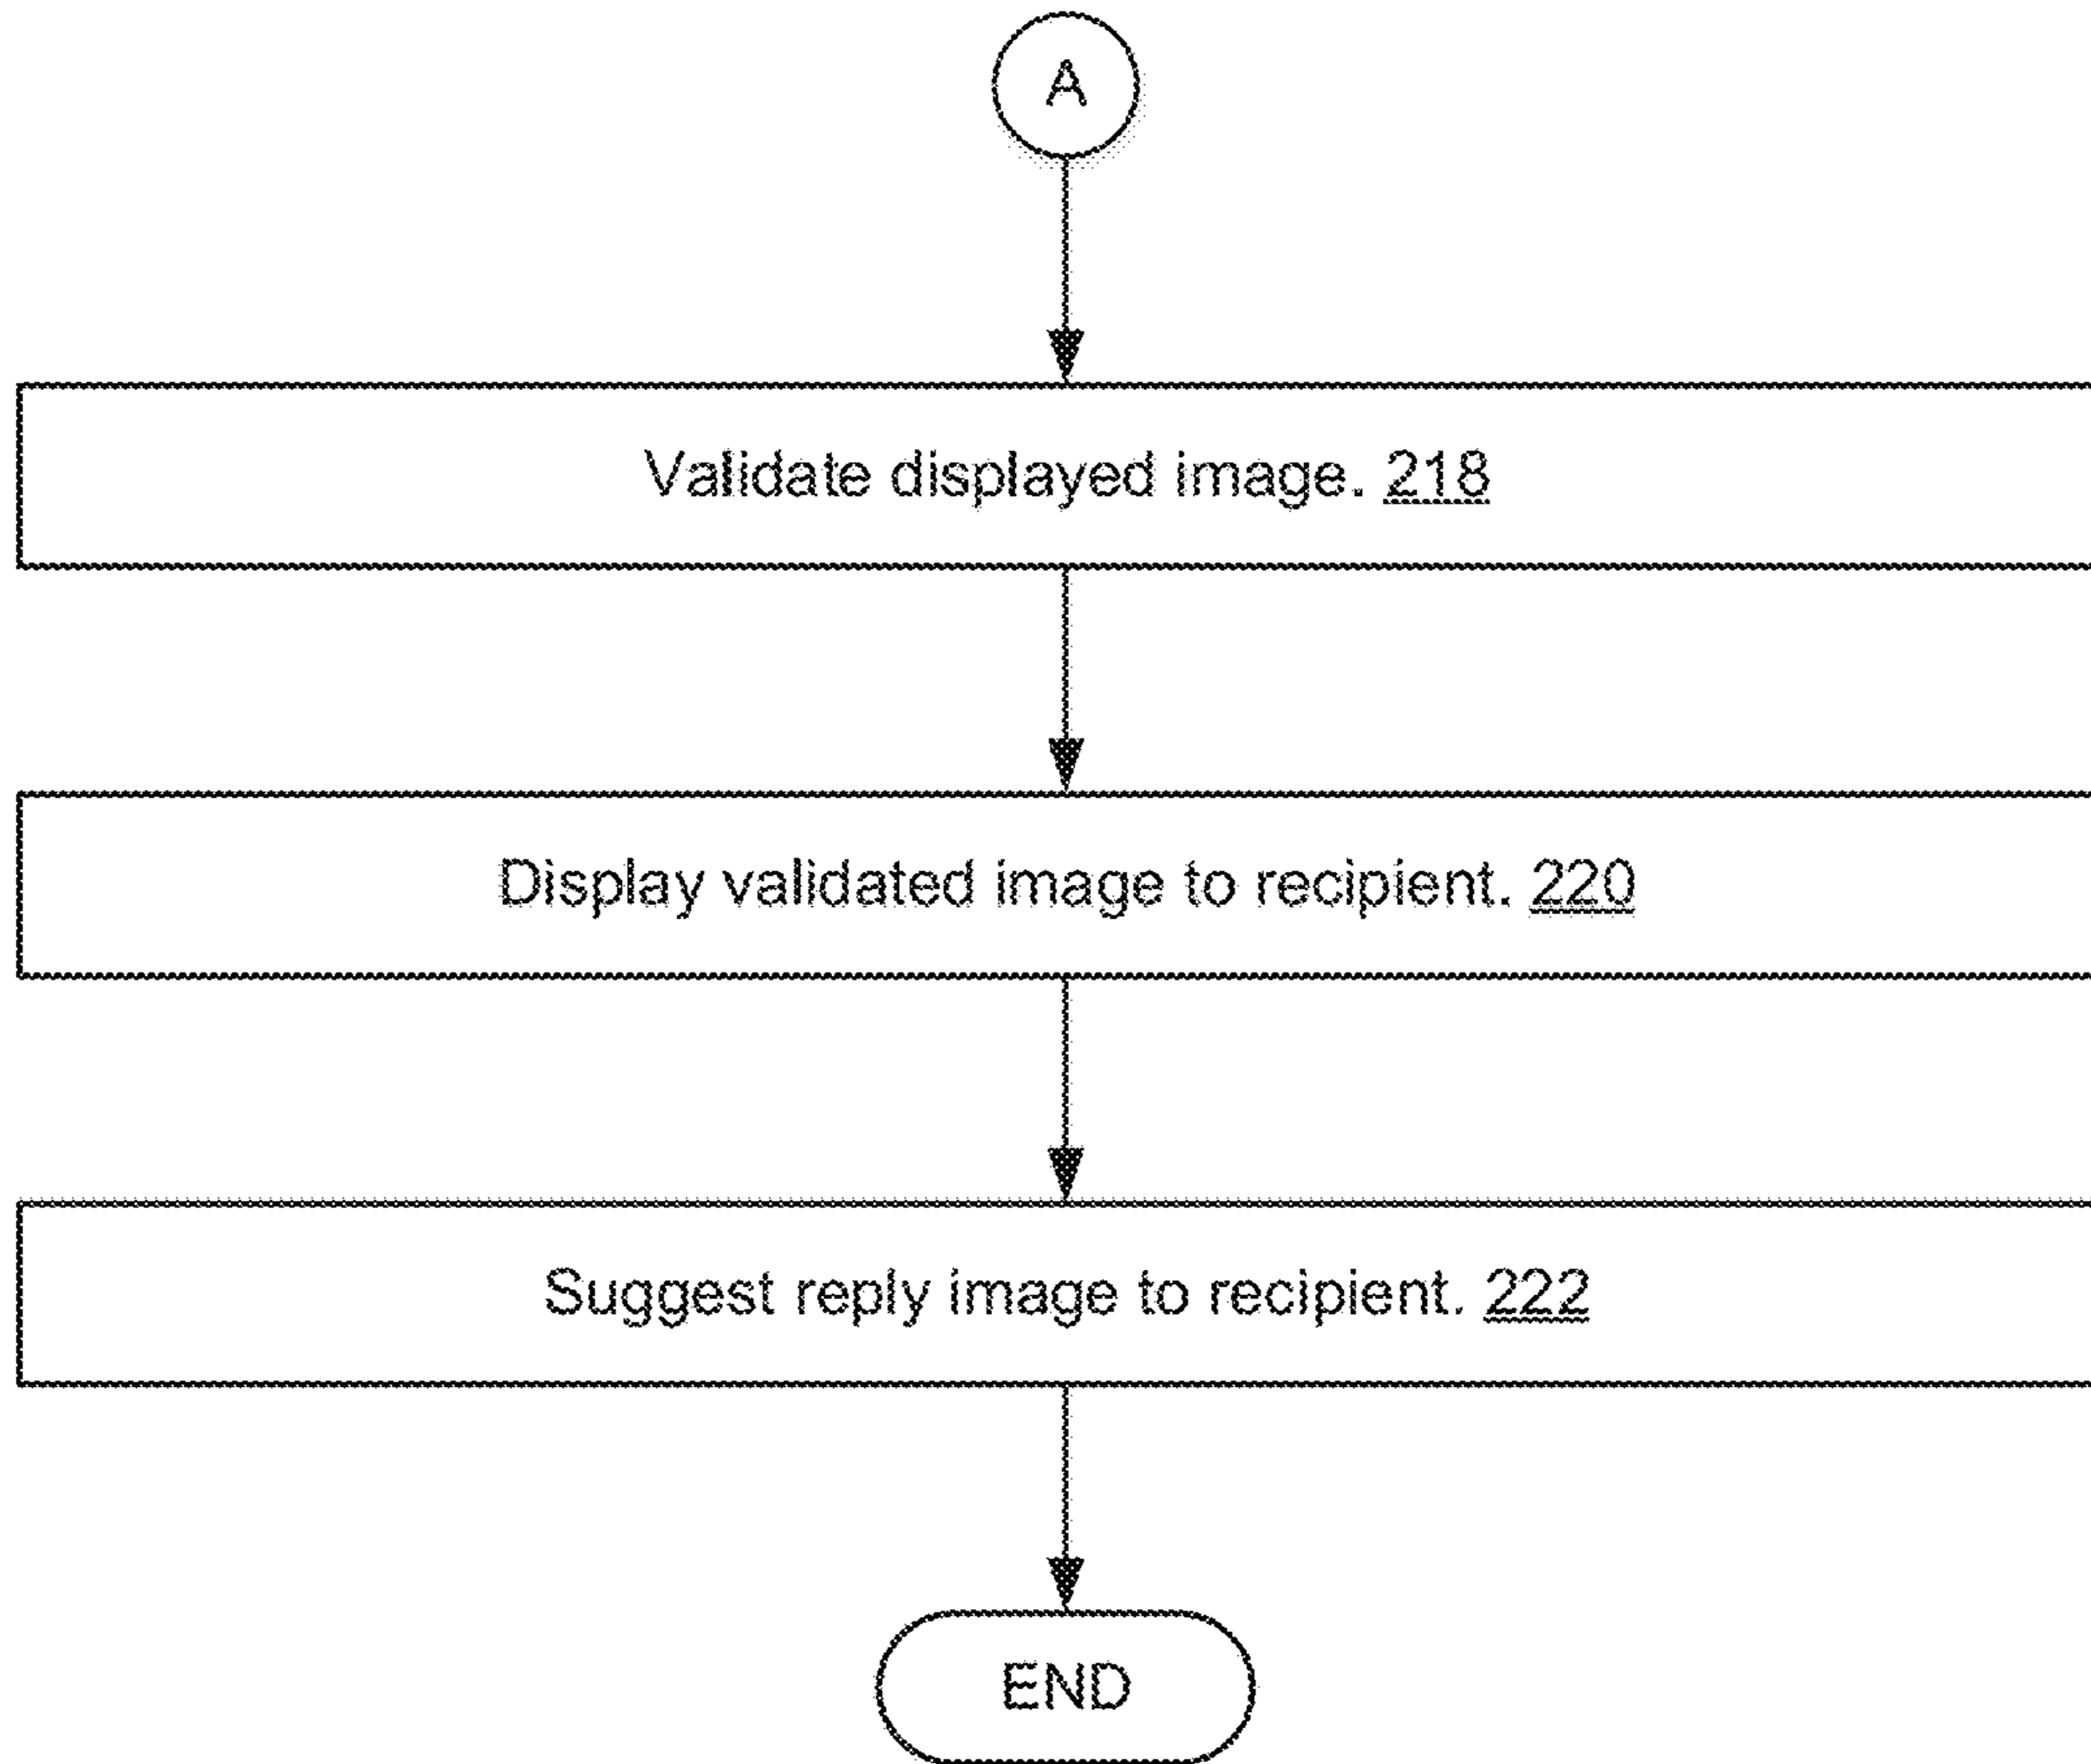 A
Validate displayed image. 218
Display validated image to recipient. 220
Suggest reply image to recipient. 222
END